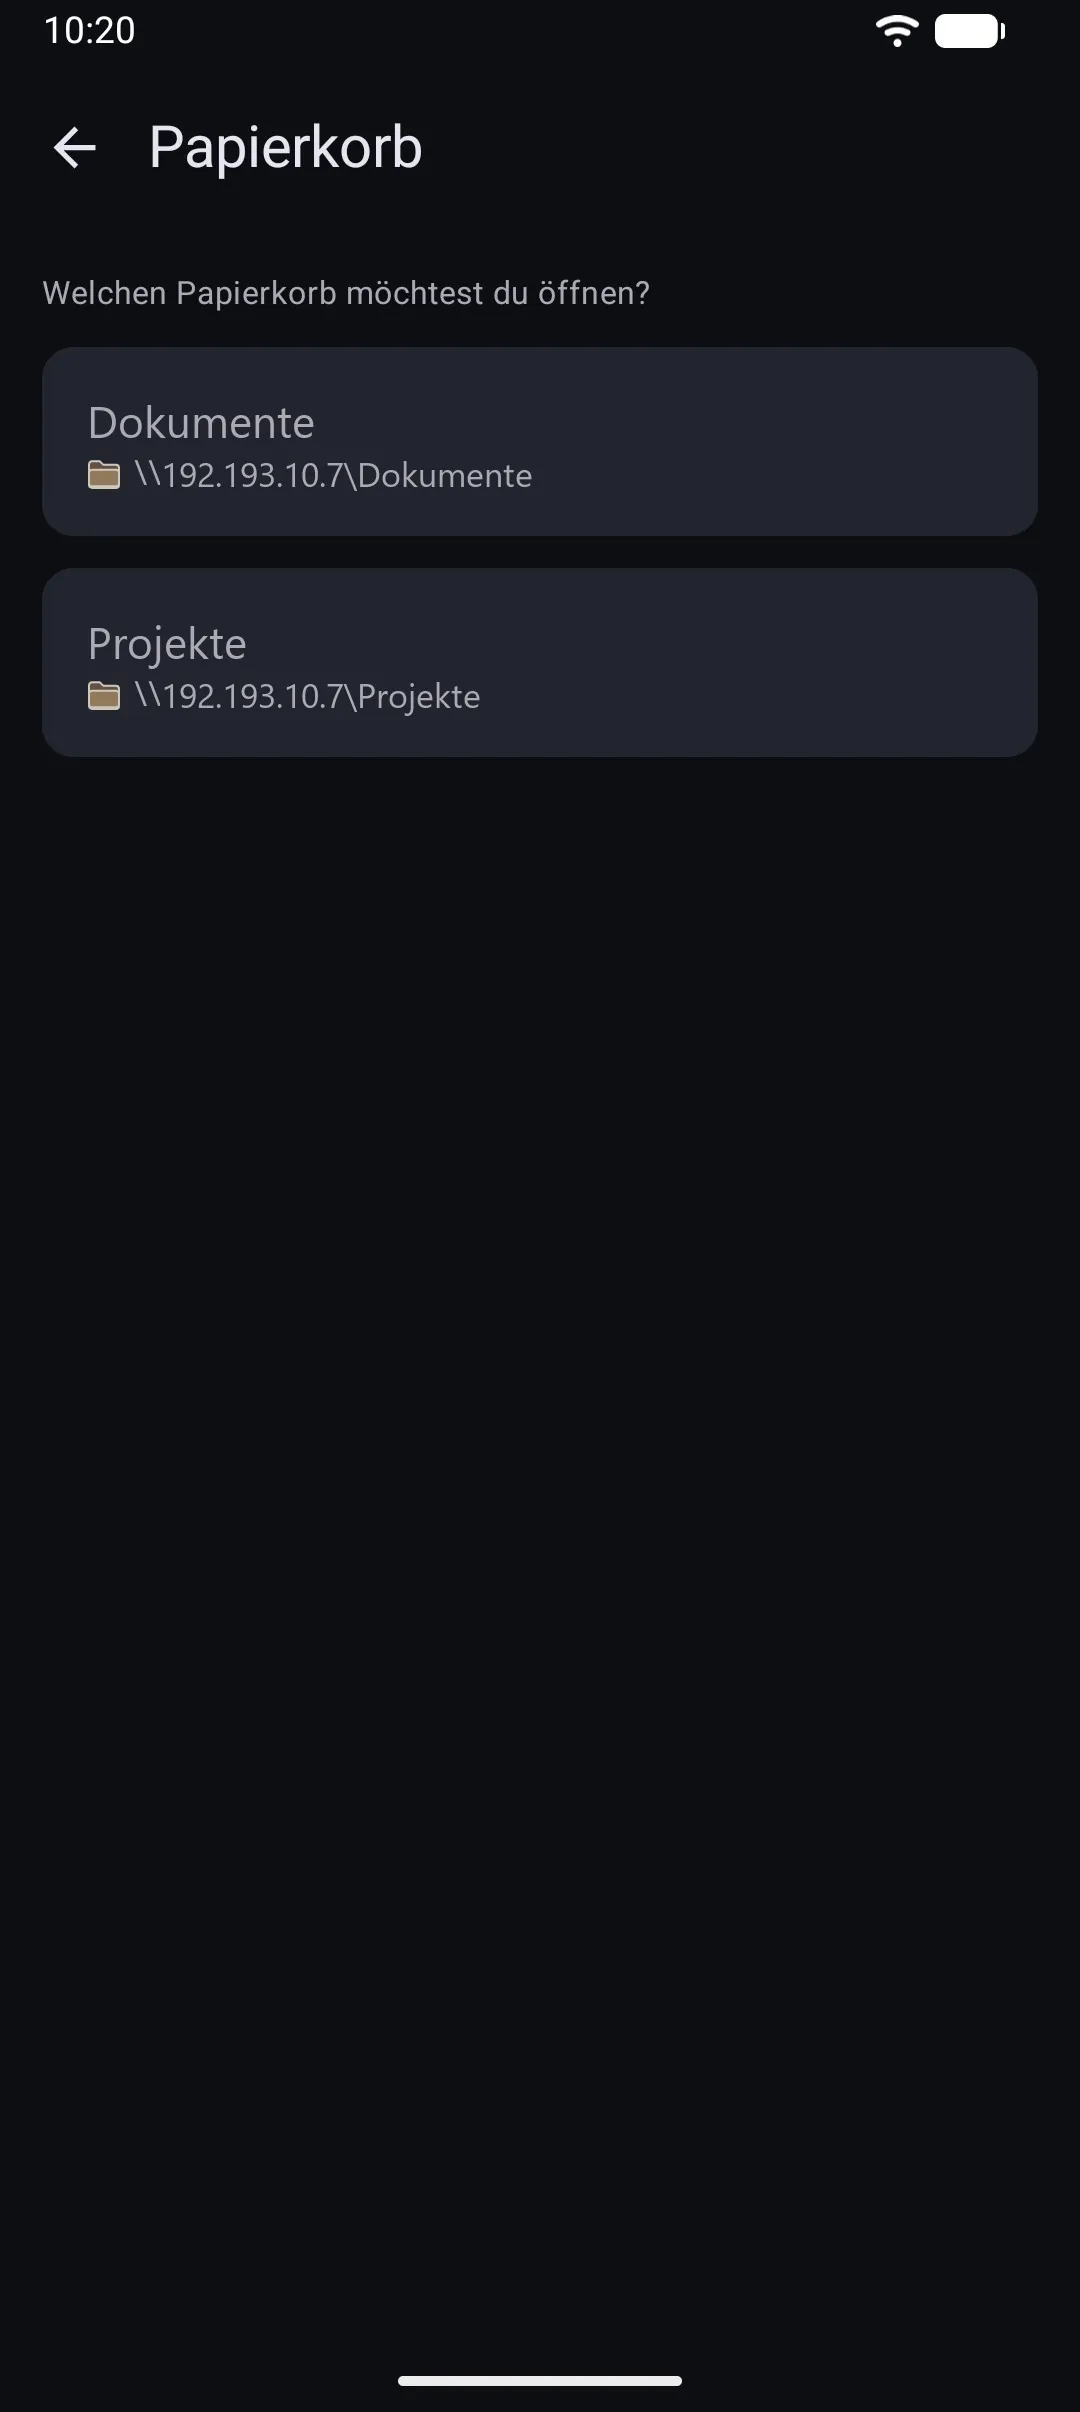 10:20
Papierkorb
Welchen Papierkorb möchtest du öffnen?
Dokumente
\\192.193.10.7\Dokumente
Projekte
\\192.193.10.7\Projekte